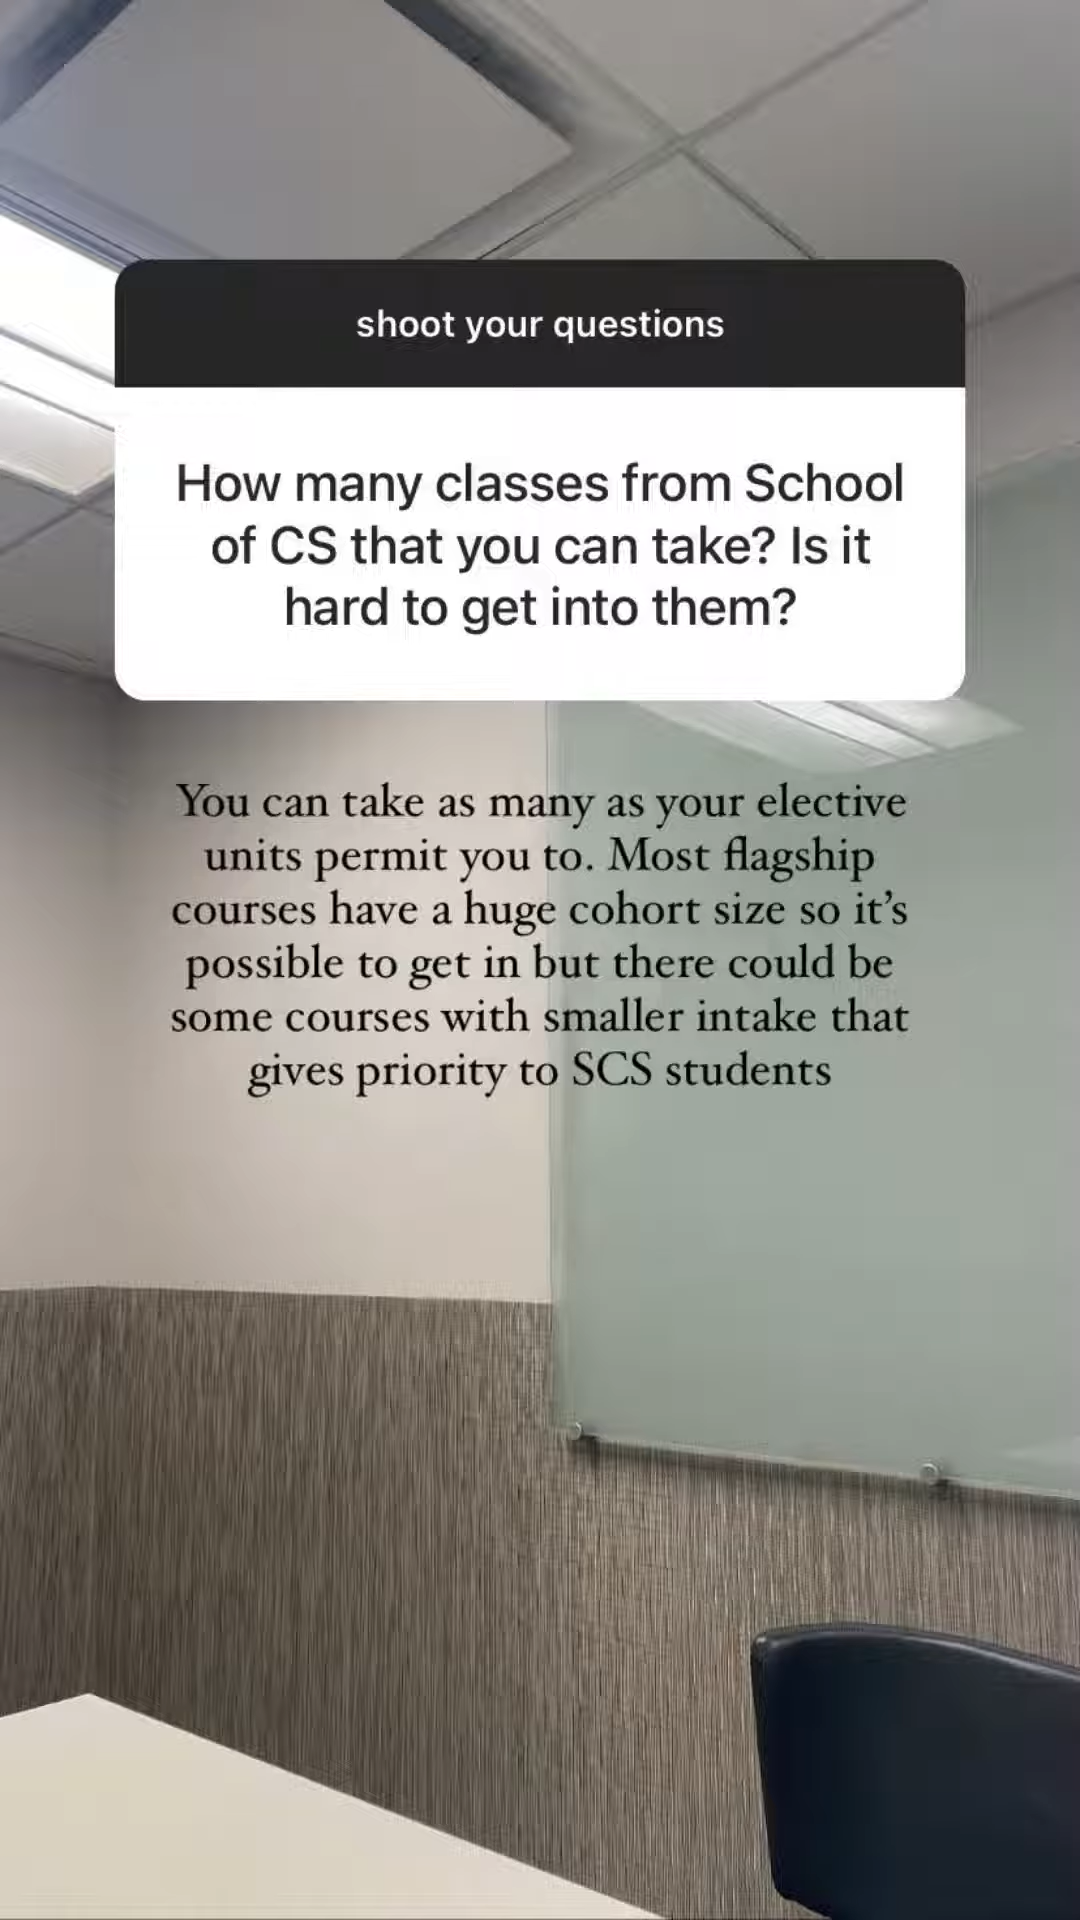 shoot your questions
How many classes from School
of CS that you can take? Is it
hard to get into them?
You can take as many as your elective
units permit you to. Most flagship
courses have a huge cohort size so it’s
possible to get in but there could be
some courses with smaller intake that
gives priority to SCS students